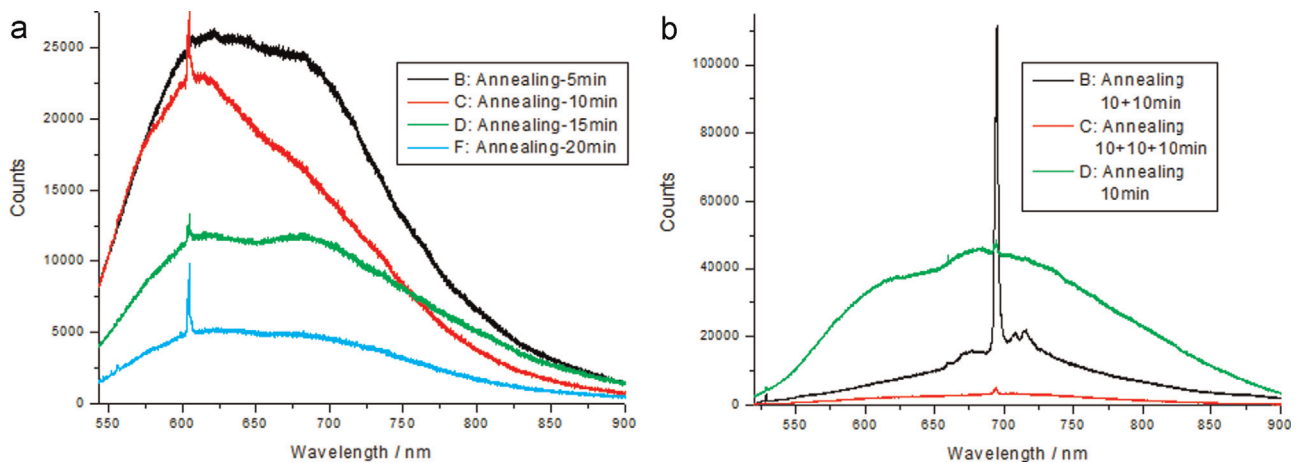 a
25000
20000
15000
10000
5000
0
550 600 650 700 750 800 850 900
Wavelength / nm
Counts
B: Annealing-5min
C: Annealing-10min
D: Annealing-15min
F: Annealing-20min
b
100000
80000
60000
40000
20000
0
550 600 650 700 750 800 850 900
Wavelength / nm
Counts
B: Annealing
10+10min
C: Annealing
10+10+10min
D: Annealing
10min